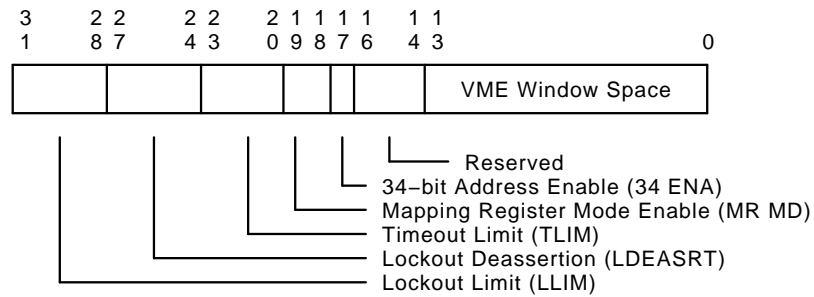 3 2 2 2 2 2 1 1 1 1 1 1
1 8 7 4 3 0 9 8 7 6 4 3 0
VME Window Space
Reserved
34–bit Address Enable (34 ENA)
Mapping Register Mode Enable (MR MD)
Timeout Limit (TLIM)
Lockout Deassertion (LDEASRT)
Lockout Limit (LLIM)